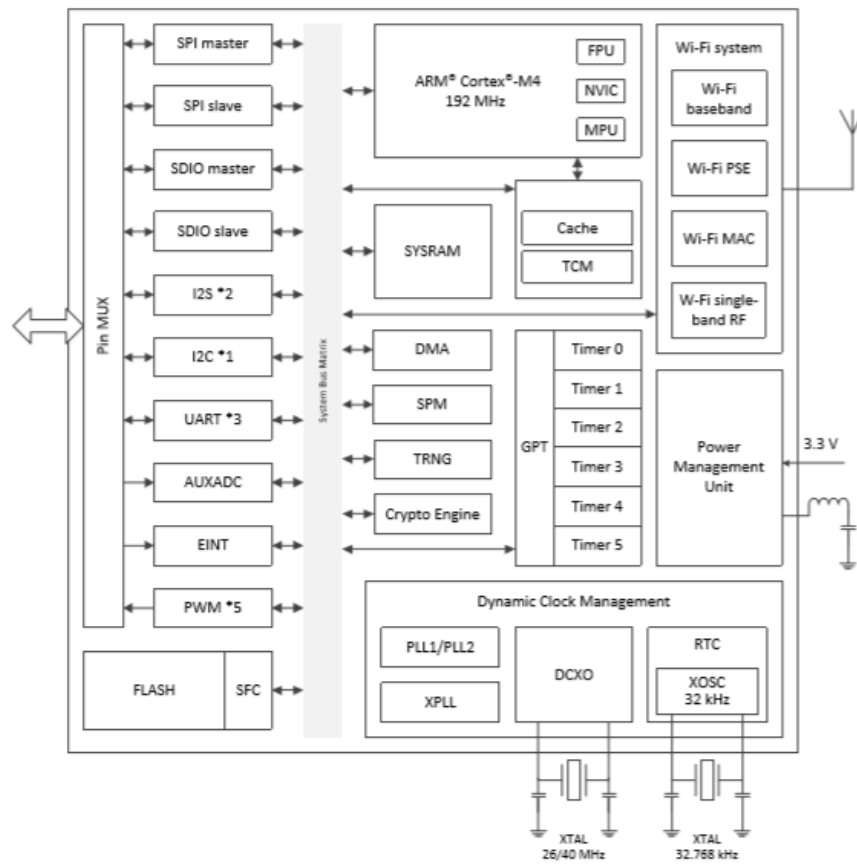 SPI master
SPI slave
SDIO master
SDIO slave
I2S *2
I2C *1
UART *3
AUXADC
EINT
PWM *5
Pin MUX
FLASH
SFC
System Bus Matrix
ARM® Cortex®-M4
192 MHz
FPU
NVIC
MPU
SYSRAM
Cache
TCM
DMA
SPM
TRNG
Crypto Engine
GPT
Timer 0
Timer 1
Timer 2
Timer 3
Timer 4
Timer 5
Wi-Fi system
Wi-Fi
baseband
Wi-Fi PSE
Wi-Fi MAC
Wi-Fi single-
band RF
Power
Management
Unit
3.3 V
Dynamic Clock Management
PLL1/PLL2
XPLL
DCXO
RTC
XOSC
32 kHz
XTAL
26/40 MHz
XTAL
32.768 kHz